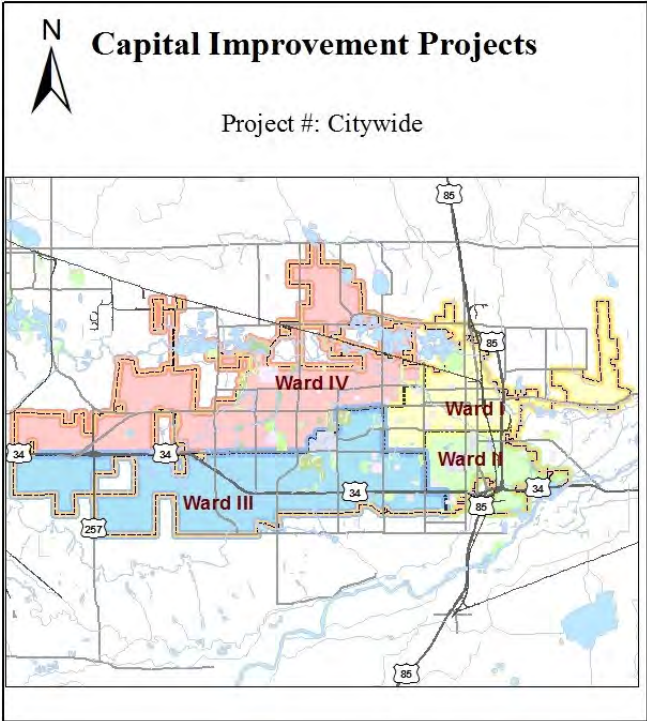 N
Capital Improvement Projects
Project #: Citywide
85
85
Ward IV
Ward I
Ward II
34
34
34
34
Ward III
85
257
85